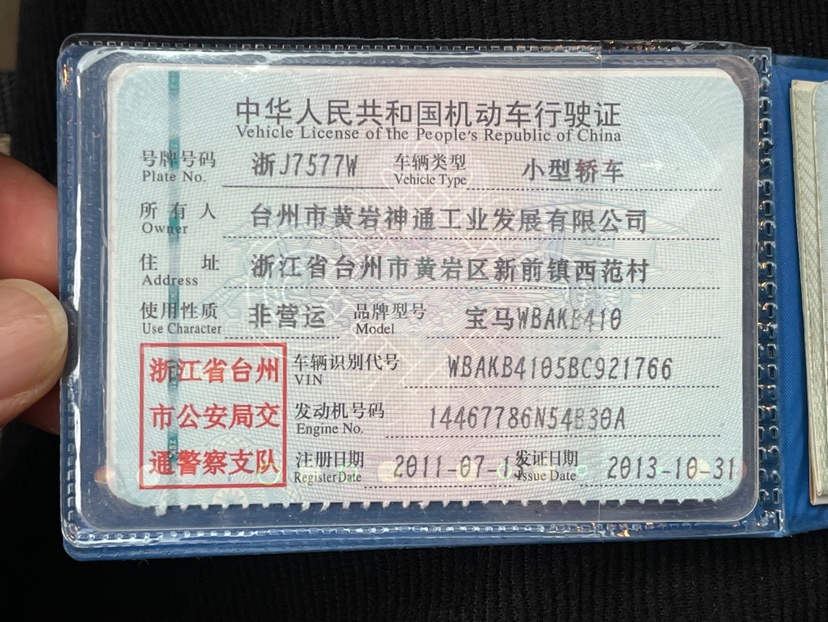 中华人民共和国机动车行驶证
Vehicle License of the People's Republic of China
号牌号码 浙J7577W 车辆类型 小型轿车
Plate No. Vehicle Type
所有人 台州市黄岩神通工业发展有限公司
Owner
住址 浙江省台州市黄岩区新前镇西范村
Address
使用性质 非营运 品牌型号 宝马WBAKB410
Use Character Model
浙江省台州 车辆识别代号 WBAKB4105BC921766
VIN
市公安局交 发动机号码 14467786N54B30A
Engine No.
通警察支队 注册日期 2011-07-13 发证日期 2013-10-31
Register Date Issue Date